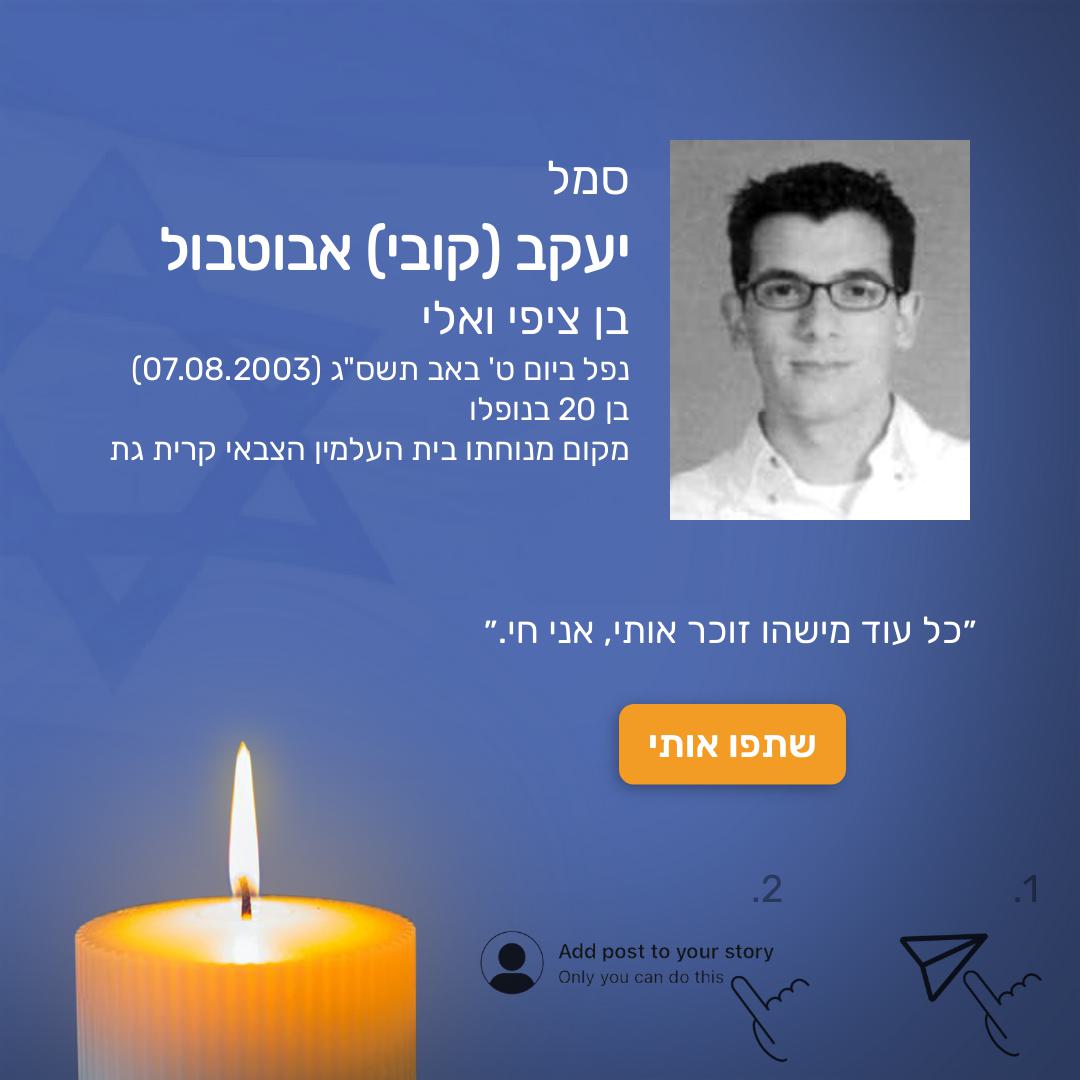 סמל
יעקב (קובי) אבוטבול
בן ציפי ואלי
נפל ביום ט' באב תשס"ג (07.08.2003)
בן 20 בנופלו
מקום מנוחתו בית העלמין הצבאי קרית גת
״כל עוד מישהו זוכר אותי, אני חי.״
שתפו אותי
.1
.2
Add post to your story
Only you can do this